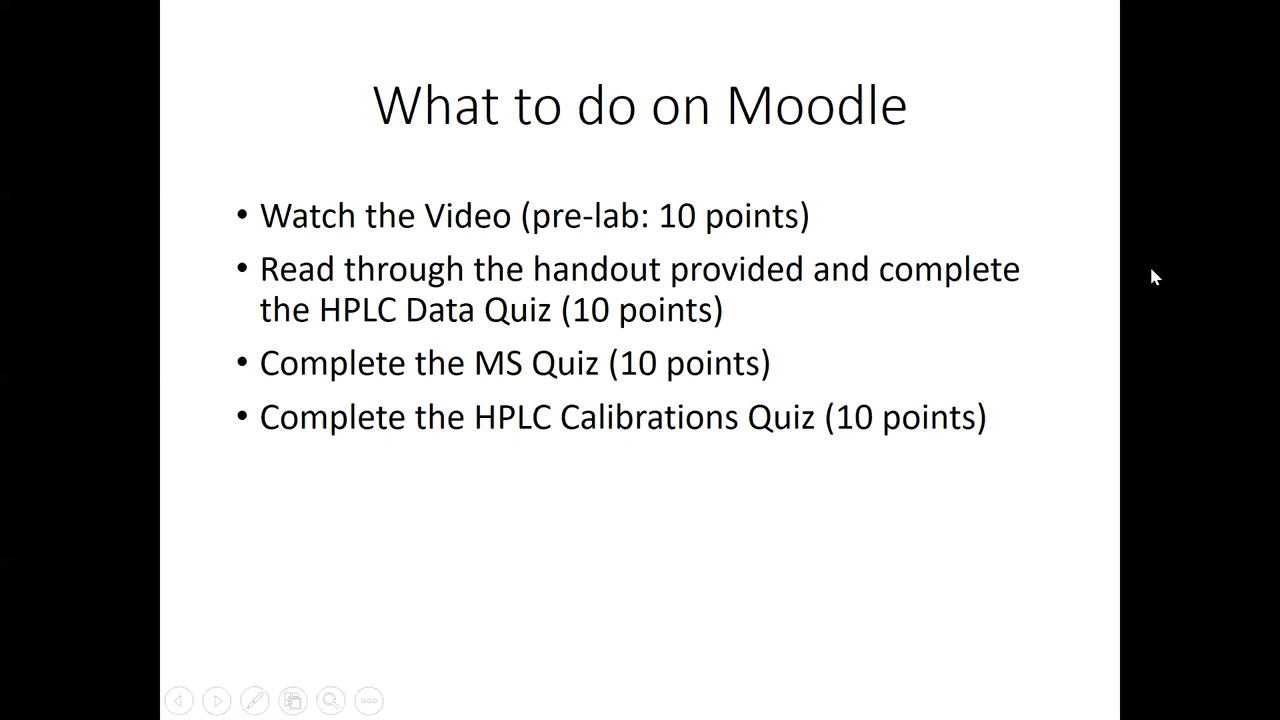 What to do on Moodle
• Watch the Video (pre-lab: 10 points)
• Read through the handout provided and complete
the HPLC Data Quiz (10 points)
• Complete the MS Quiz (10 points)
• Complete the HPLC Calibrations Quiz (10 points)